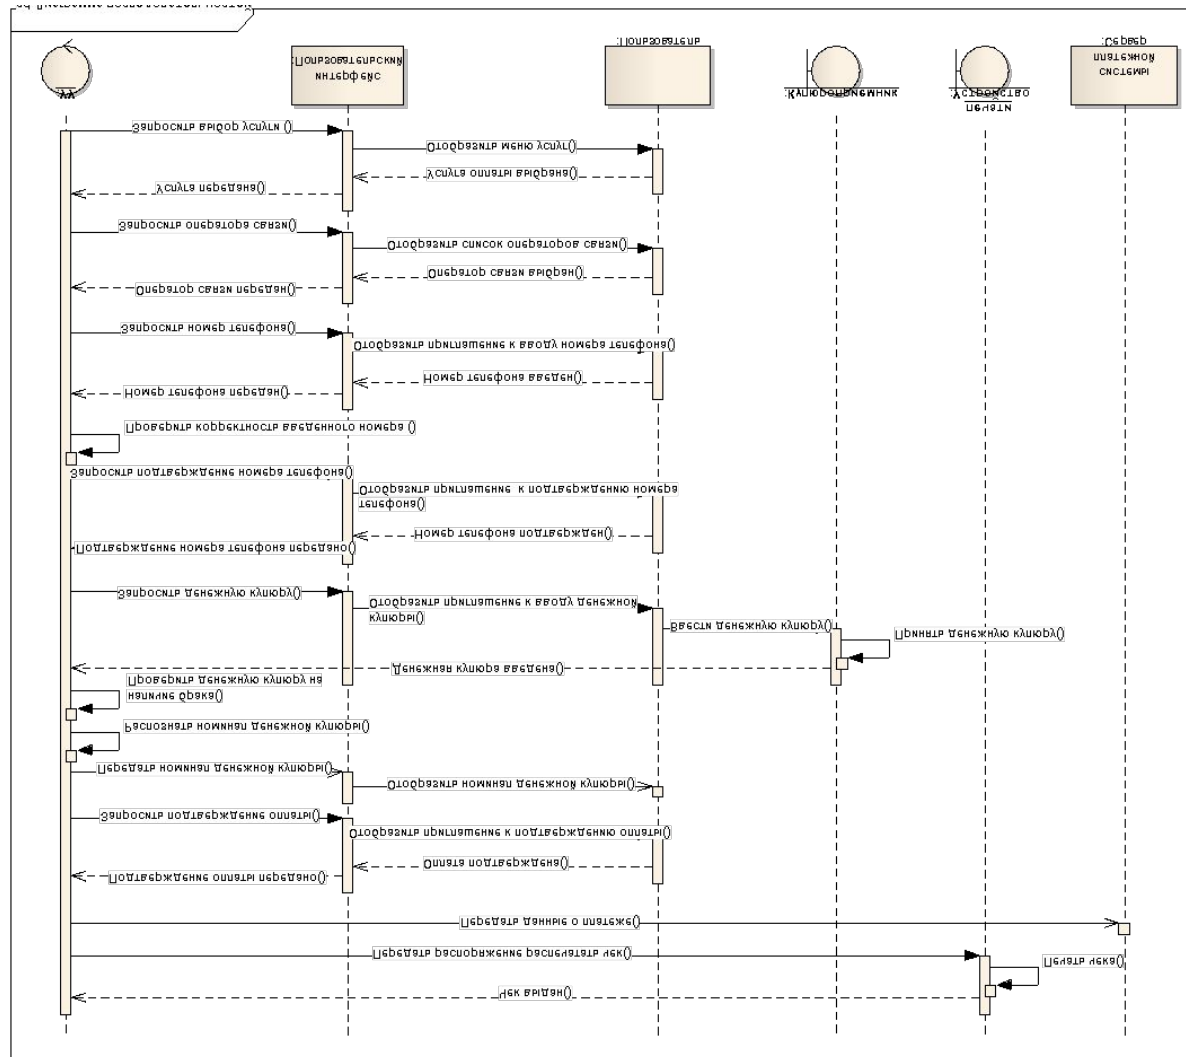 sd Диаграмма последовательностей
:Пользовательский
интерфейс
:Пользователь
:Сервер
платежной
системы
УУ
:Купюроприемник
:Устройство
печати
Запросить выбор услуги ()
Отобразить меню услуг()
Услуга оплаты выбрана()
Услуга передана()
Запросить оператора связи()
Отобразить список операторов связи()
Оператор связи выбран()
Оператор связи передан()
Запросить номер телефона()
Отобразить приглашение к вводу номера телефона()
Номер телефона введен()
Номер телефона передан()
Проверить корректность введенного номера ()
Запросить подтверждение номера телефона()
Отобразить приглашение к подтверждению номера
телефона()
Номер телефона подтвержден()
Подтверждение номера телефона передано()
Запросить денежную купюру()
Отобразить приглашение к вводу денежной
купюры()
Ввести денежную купюру()
Принять денежную купюру()
Денежная купюра введена()
Проверить денежную купюру на
наличие брака()
Распознать номинал денежной купюры()
Передать номинал денежной купюры()
Отобразить номинал денежной купюры()
Запросить подтверждение оплаты()
Отобразить приглашение к подтверждению оплаты()
Оплата подтверждена()
Подтверждение оплаты передано()
Передать данные о платеже()
Передать распоряжение распечатать чек()
Печать чека()
Чек выдан()